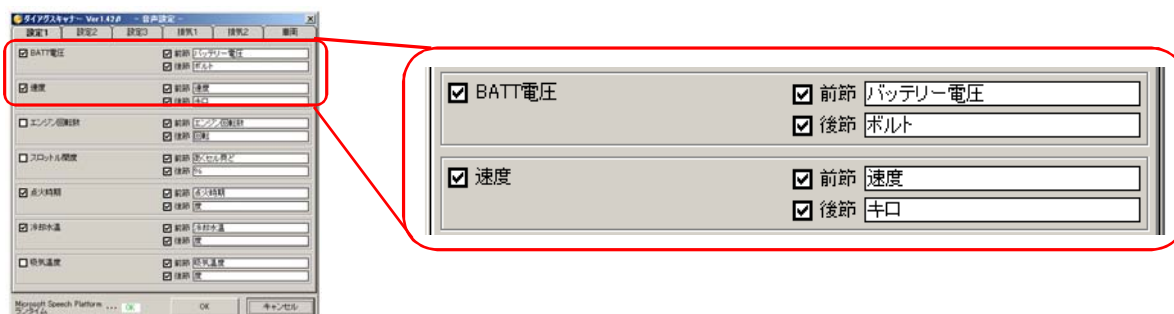 ダイアグスキャナー Ver1.42β －音声設定－
設定1 設定2 設定3 排気1 排気2 車両
BATT電圧 前節 バッテリー電圧
後節 ボルト
速度 前節 速度
後節 キロ
エンジン回転数 前節 エンジン回転数
後節 回転
スロットル開度 前節 あくせる開ど
後節 %
点火時期 前節 点火時期
後節 度
冷却水温 前節 冷却水温
後節 度
吸気温度 前節 吸気温度
後節 度
Microsoft Speech Platform ... OK OK キャンセル
ランタイム
BATT電圧 前節 バッテリー電圧
後節 ボルト
速度 前節 速度
後節 キロ